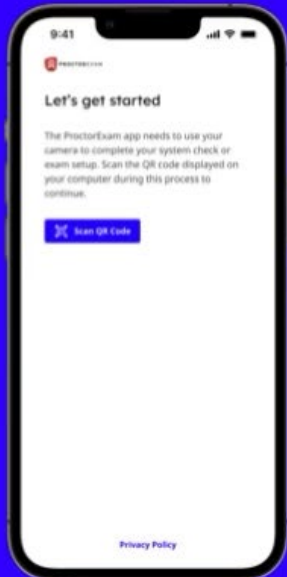 9:41
PROCTOREXAM
Let's get started
The ProctorExam app needs to use your
camera to complete your system check or
exam setup. Scan the QR code displayed on
your computer during this process to
continue.
Scan QR Code
Privacy Policy